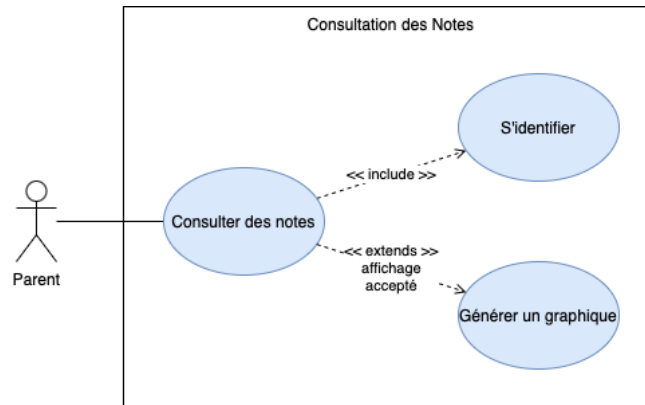 Consultation des Notes
S'identifier
<< include >>
Consulter des notes
Parent
<< extends >>
affichage
accepté
Générer un graphique